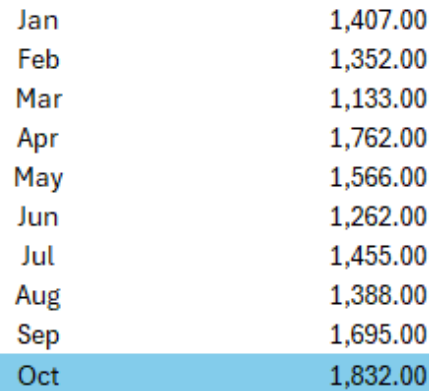 Jan 1,407.00
Feb 1,352.00
Mar 1,133.00
Apr 1,762.00
May 1,566.00
Jun 1,262.00
Jul 1,455.00
Aug 1,388.00
Sep 1,695.00
Oct 1,832.00